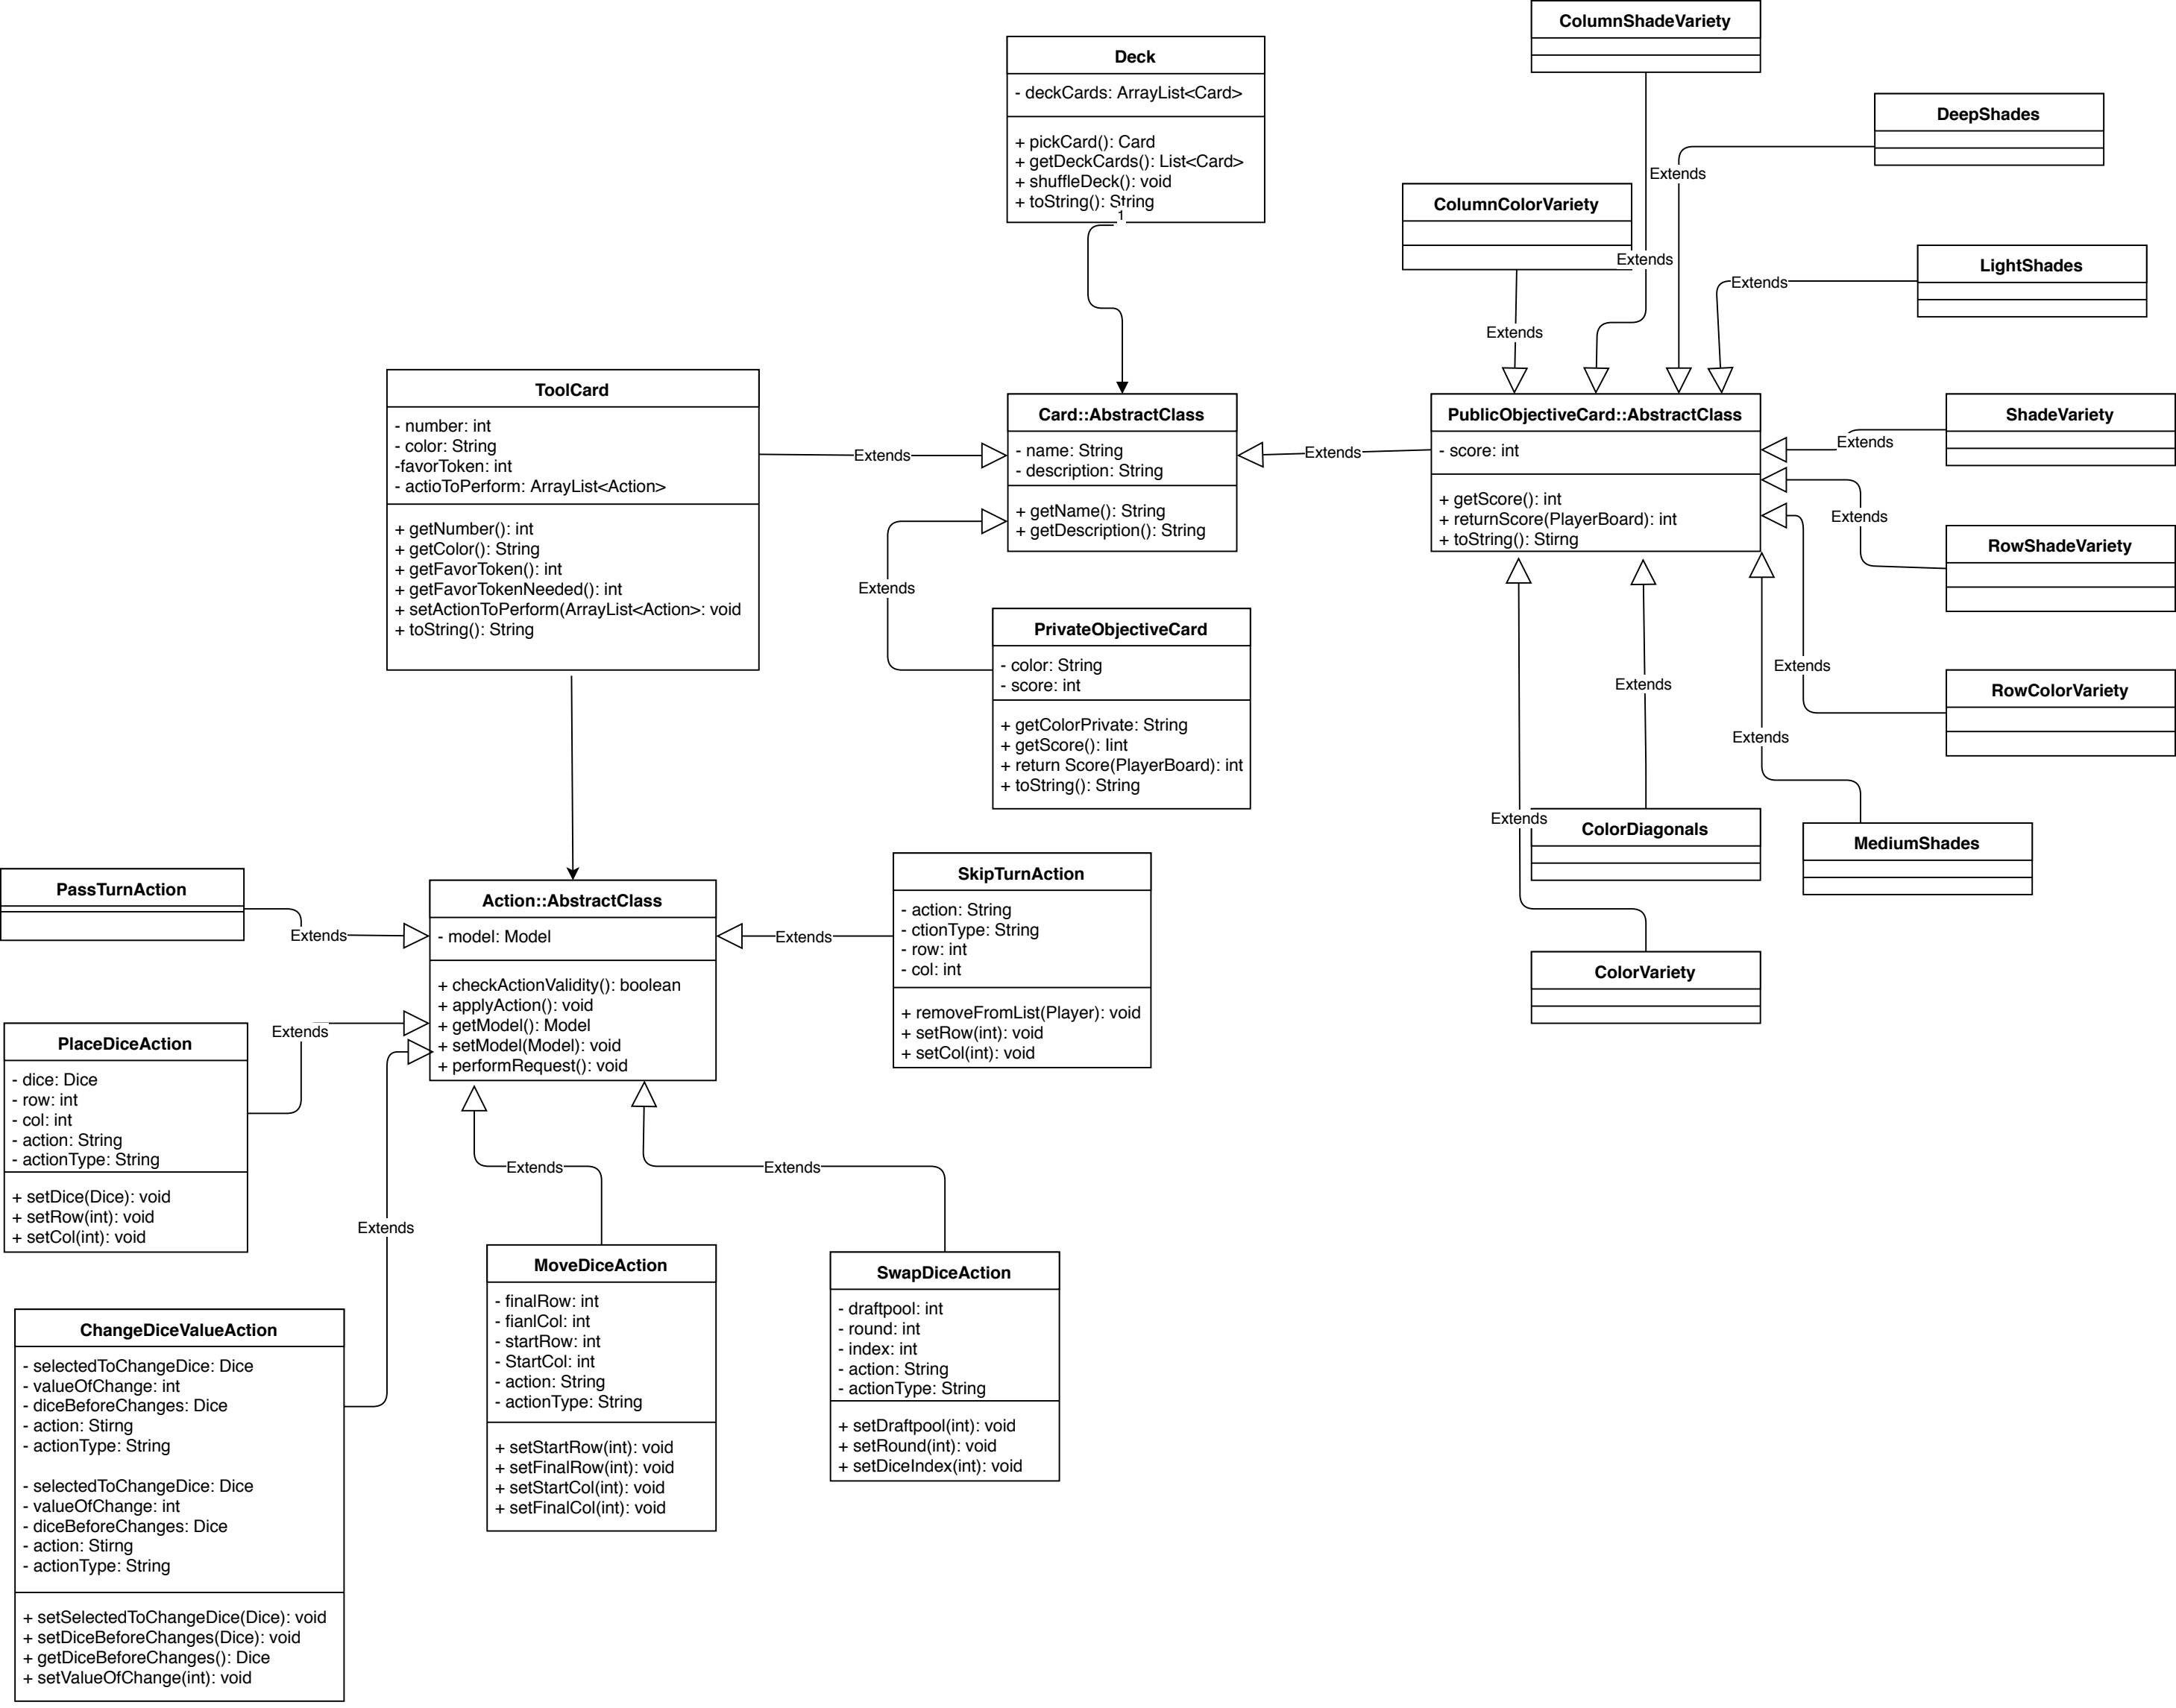 ColumnShadeVariety
Deck
- deckCards: ArrayList<Card>
+ pickCard(): Card
+ getDeckCards(): List<Card>
+ shuffleDeck(): void
+ toString(): String
1
DeepShades
Extends
ColumnColorVariety
Extends
LightShades
Extends
Extends
ToolCard
- number: int
- color: String
-favorToken: int
- actioToPerform: ArrayList<Action>
+ getNumber(): int
+ getColor(): String
+ getFavorToken(): int
+ getFavorTokenNeeded(): int
+ setActionToPerform(ArrayList<Action>: void
+ toString(): String
Extends
Card::AbstractClass
- name: String
- description: String
+ getName(): String
+ getDescription(): String
Extends
PublicObjectiveCard::AbstractClass
- score: int
+ getScore(): int
+ returnScore(PlayerBoard): int
+ toString(): Stirng
ShadeVariety
Extends
Extends
RowShadeVariety
Extends
PrivateObjectiveCard
- color: String
- score: int
+ getColorPrivate: String
+ getScore(): Iint
+ return Score(PlayerBoard): int
+ toString(): String
Extends
Extends
RowColorVariety
Extends
Extends
ColorDiagonals
MediumShades
ColorVariety
PassTurnAction
Extends
Action::AbstractClass
- model: Model
+ checkActionValidity(): boolean
+ applyAction(): void
+ getModel(): Model
+ setModel(Model): void
+ performRequest(): void
Extends
SkipTurnAction
- action: String
- ctionType: String
- row: int
- col: int
+ removeFromList(Player): void
+ setRow(int): void
+ setCol(int): void
Extends
PlaceDiceAction
- dice: Dice
- row: int
- col: int
- action: String
- actionType: String
+ setDice(Dice): void
+ setRow(int): void
+ setCol(int): void
Extends
Extends
Extends
MoveDiceAction
- finalRow: int
- fianlCol: int
- startRow: int
- StartCol: int
- action: String
- actionType: String
+ setStartRow(int): void
+ setFinalRow(int): void
+ setStartCol(int): void
+ setFinalCol(int): void
SwapDiceAction
- draftpool: int
- round: int
- index: int
- action: String
- actionType: String
+ setDraftpool(int): void
+ setRound(int): void
+ setDiceIndex(int): void
ChangeDiceValueAction
- selectedToChangeDice: Dice
- valueOfChange: int
- diceBeforeChanges: Dice
- action: Stirng
- actionType: String
- selectedToChangeDice: Dice
- valueOfChange: int
- diceBeforeChanges: Dice
- action: Stirng
- actionType: String
+ setSelectedToChangeDice(Dice): void
+ setDiceBeforeChanges(Dice): void
+ getDiceBeforeChanges(): Dice
+ setValueOfChange(int): void